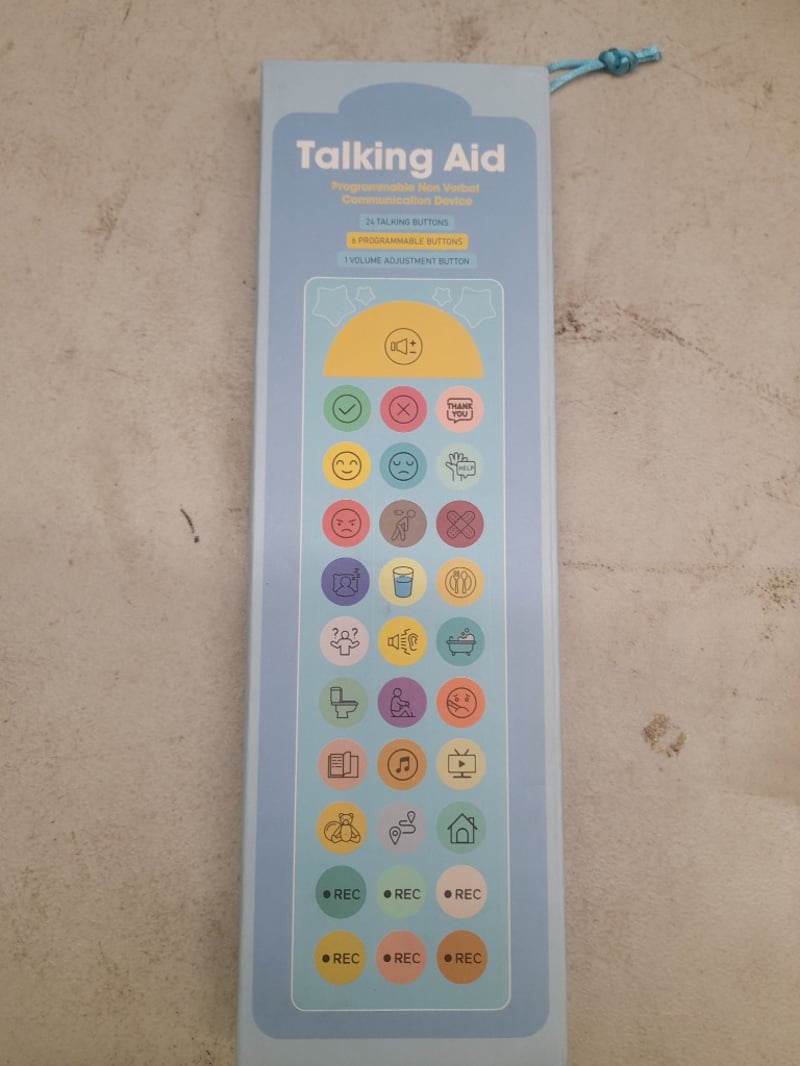 Talking Aid
Programmable Non Verbal
Communication Device
24 TALKING BUTTONS
6 PROGRAMMABLE BUTTONS
1 VOLUME ADJUSTMENT BUTTON
THANK
YOU
HELP
REC
REC
REC
REC
REC
REC